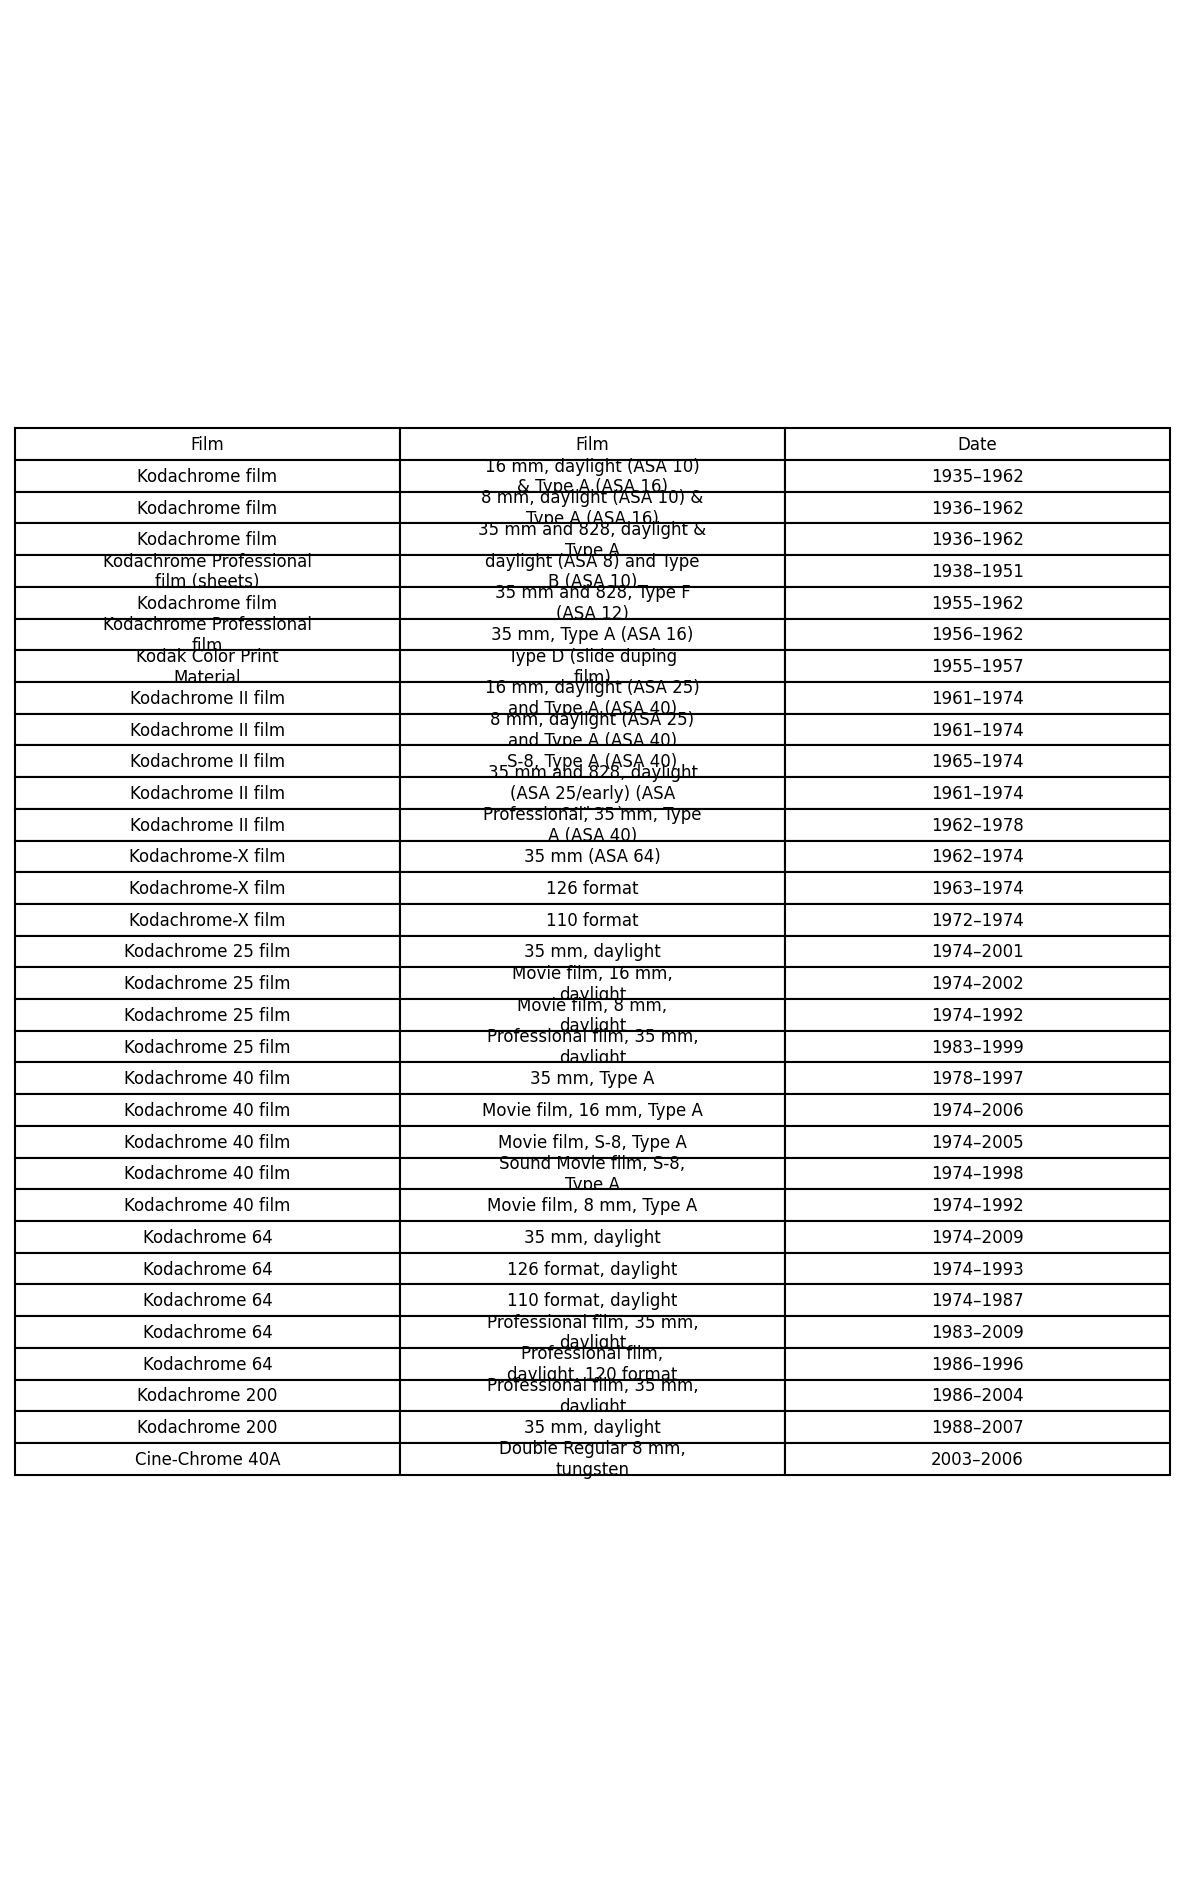 Film Film Date
Kodachrome film 16 mm, daylight (ASA 10) & Type A (ASA 16) 1935–1962
Kodachrome film 8 mm, daylight (ASA 10) & Type A (ASA 16) 1936–1962
Kodachrome film 35 mm and 828, daylight & Type A 1936–1962
Kodachrome Professional film (sheets) daylight (ASA 8) and Type B (ASA 10) 1938–1951
Kodachrome film 35 mm and 828, Type F (ASA 12) 1955–1962
Kodachrome Professional film 35 mm, Type A (ASA 16) 1956–1962
Kodak Color Print Material Type D (slide duping film) 1955–1957
Kodachrome II film 16 mm, daylight (ASA 25) and Type A (ASA 40) 1961–1974
Kodachrome II film 8 mm, daylight (ASA 25) and Type A (ASA 40) 1961–1974
Kodachrome II film S-8, Type A (ASA 40) 1965–1974
Kodachrome II film 35 mm and 828, daylight (ASA 25/early) (ASA 1961–1974
Kodachrome II film Professional, 35 mm, Type A (ASA 40) 1962–1978
Kodachrome-X film 35 mm (ASA 64) 1962–1974
Kodachrome-X film 126 format 1963–1974
Kodachrome-X film 110 format 1972–1974
Kodachrome 25 film 35 mm, daylight 1974–2001
Kodachrome 25 film Movie film, 16 mm, daylight 1974–2002
Kodachrome 25 film Movie film, 8 mm, daylight 1974–1992
Kodachrome 25 film Professional film, 35 mm, daylight 1983–1999
Kodachrome 40 film 35 mm, Type A 1978–1997
Kodachrome 40 film Movie film, 16 mm, Type A 1974–2006
Kodachrome 40 film Movie film, S-8, Type A 1974–2005
Kodachrome 40 film Sound Movie film, S-8, Type A 1974–1998
Kodachrome 40 film Movie film, 8 mm, Type A 1974–1992
Kodachrome 64 35 mm, daylight 1974–2009
Kodachrome 64 126 format, daylight 1974–1993
Kodachrome 64 110 format, daylight 1974–1987
Kodachrome 64 Professional film, 35 mm, daylight 1983–2009
Kodachrome 64 Professional film, daylight, 120 format 1986–1996
Kodachrome 200 Professional film, 35 mm, daylight 1986–2004
Kodachrome 200 35 mm, daylight 1988–2007
Cine-Chrome 40A Double Regular 8 mm, tungsten 2003–2006